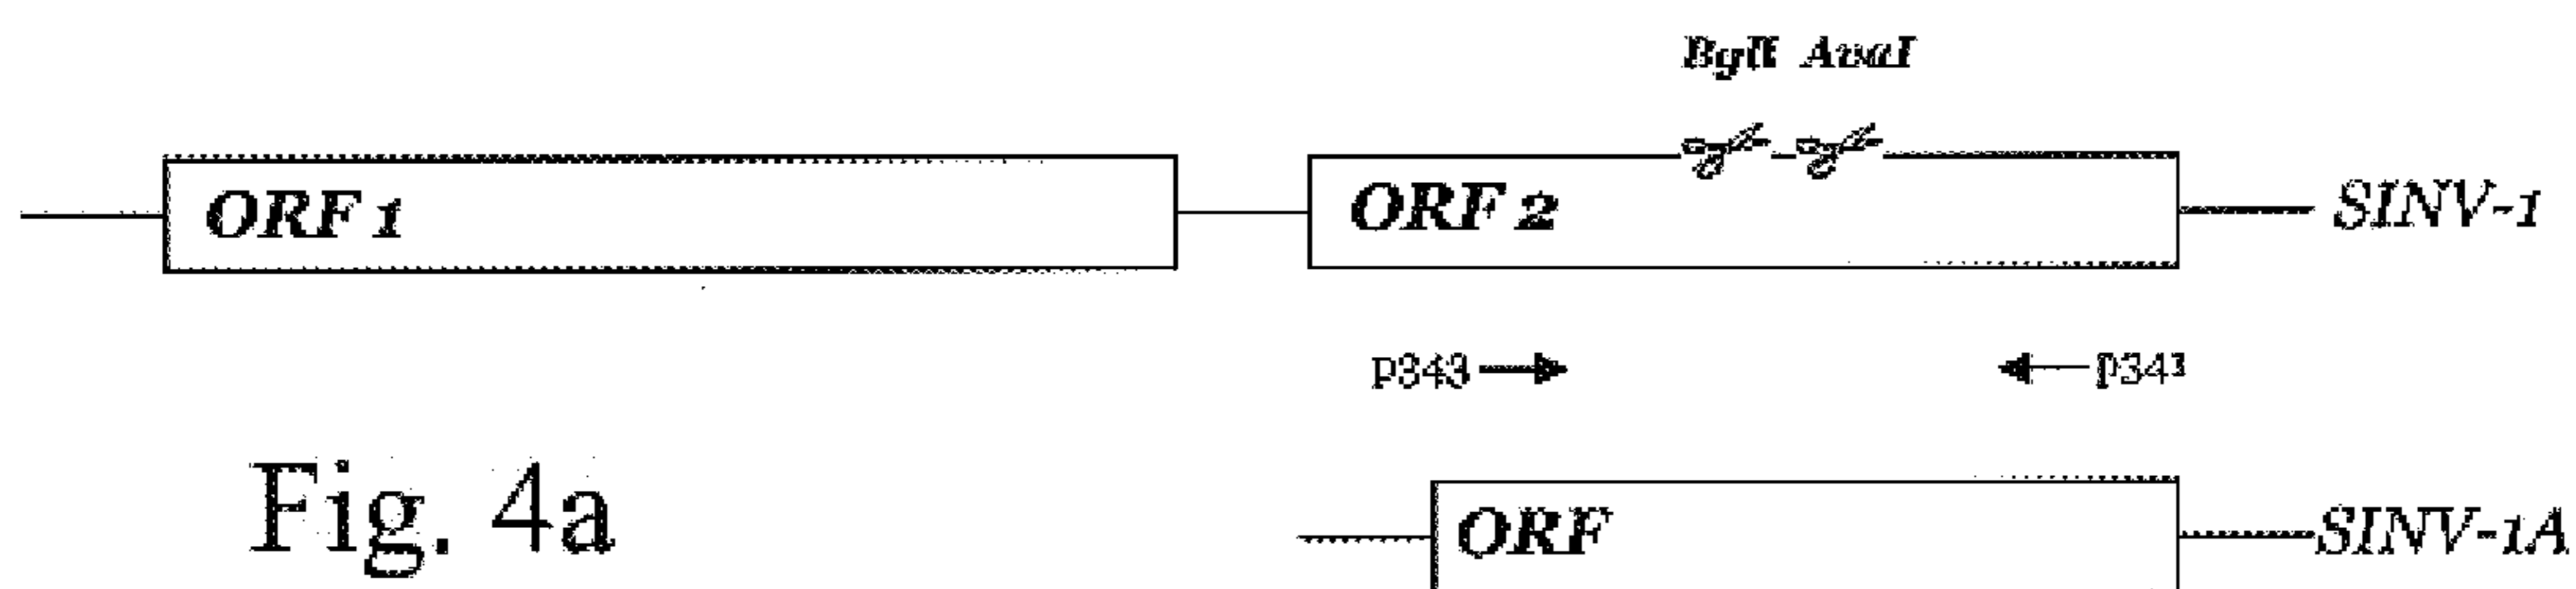 BglI AvaI
ORF 1
ORF 2
SINV-1
p343
p341
Fig. 4a
ORF
SINV-1A